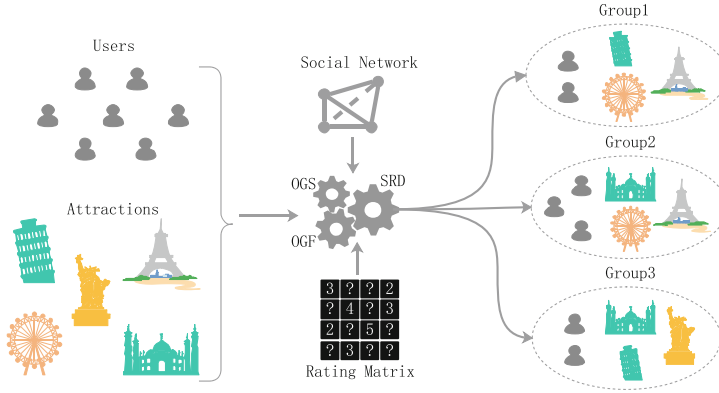 Users
Attractions
Social Network
OGS
SRD
OGF
3 ? ? 2
? 4 ? 3
2 ? 5 ?
? 3 ? ?
Rating Matrix
Group1
Group2
Group3